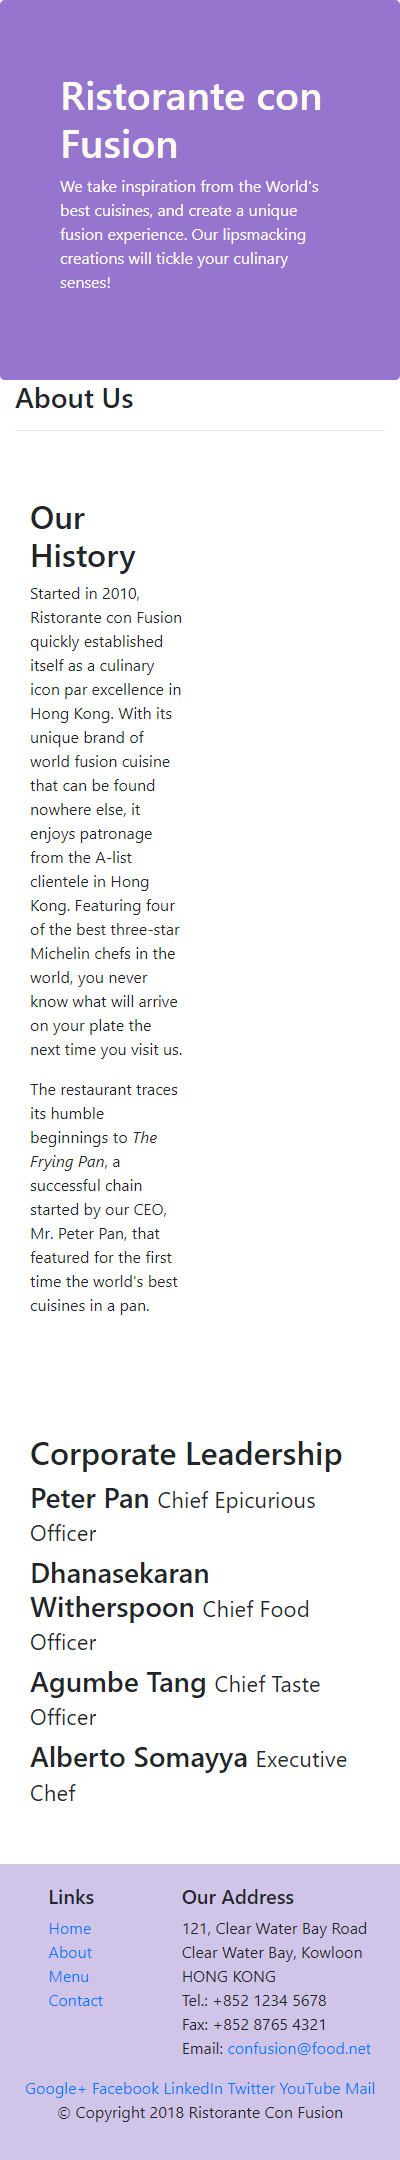 Ristorante con
Fusion
We take inspiration from the World's
best cuisines, and create a unique
fusion experience. Our lipsmacking
creations will tickle your culinary
senses!
About Us
Our
History
Started in 2010,
Ristorante con Fusion
quickly established
itself as a culinary
icon par excellence in
Hong Kong. With its
unique brand of
world fusion cuisine
that can be found
nowhere else, it
enjoys patronage
from the A-list
clientele in Hong
Kong. Featuring four
of the best three-star
Michelin chefs in the
world, you never
know what will arrive
on your plate the
next time you visit us.
The restaurant traces
its humble
beginnings to The
Frying Pan, a
successful chain
started by our CEO,
Mr. Peter Pan, that
featured for the first
time the world's best
cuisines in a pan.
Corporate Leadership
Peter Pan Chief Epicurious
Officer
Dhanasekaran
Witherspoon Chief Food
Officer
Agumbe Tang Chief Taste
Officer
Alberto Somayya Executive
Chef
Links
Home
About
Menu
Contact
Our Address
121, Clear Water Bay Road
Clear Water Bay, Kowloon
HONG KONG
Tel.: +852 1234 5678
Fax: +852 8765 4321
Email: confusion@food.net
Google+ Facebook LinkedIn Twitter YouTube Mail
© Copyright 2018 Ristorante Con Fusion